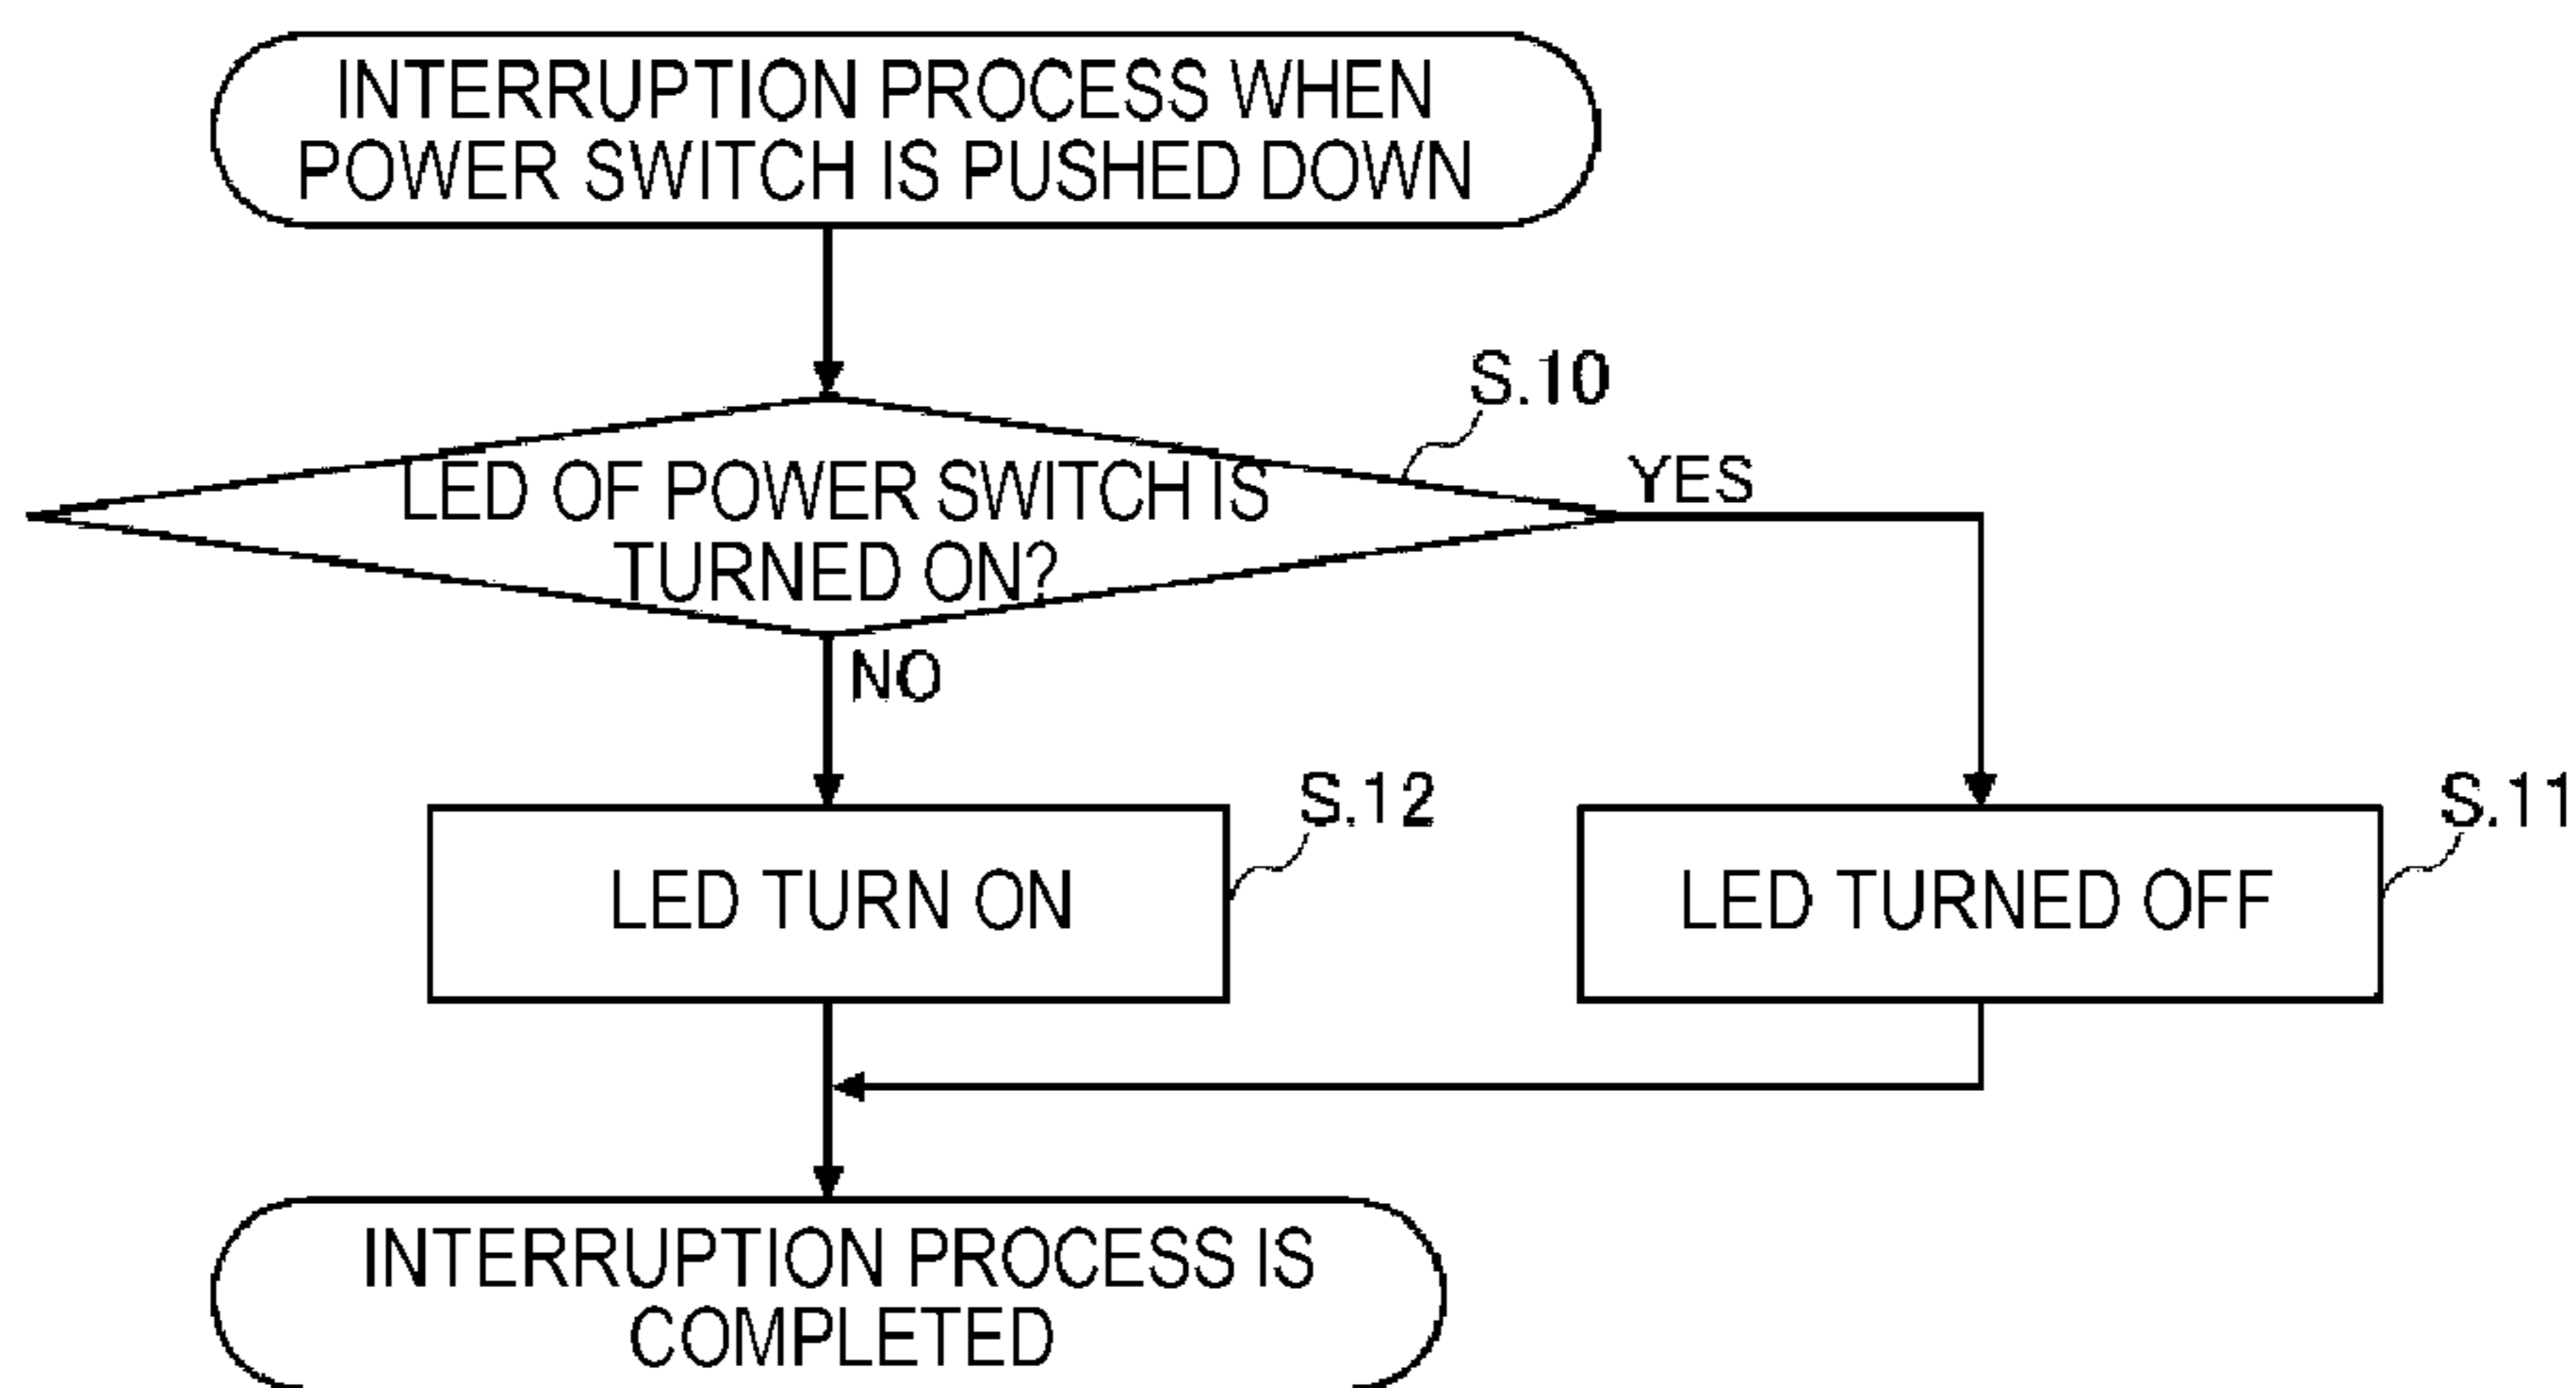 INTERRUPTION PROCESS WHEN
POWER SWITCH IS PUSHED DOWN
S.10
LED OF POWER SWITCH IS
TURNED ON?
YES
NO
S.12
S.11
LED TURN ON
LED TURNED OFF
INTERRUPTION PROCESS IS
COMPLETED